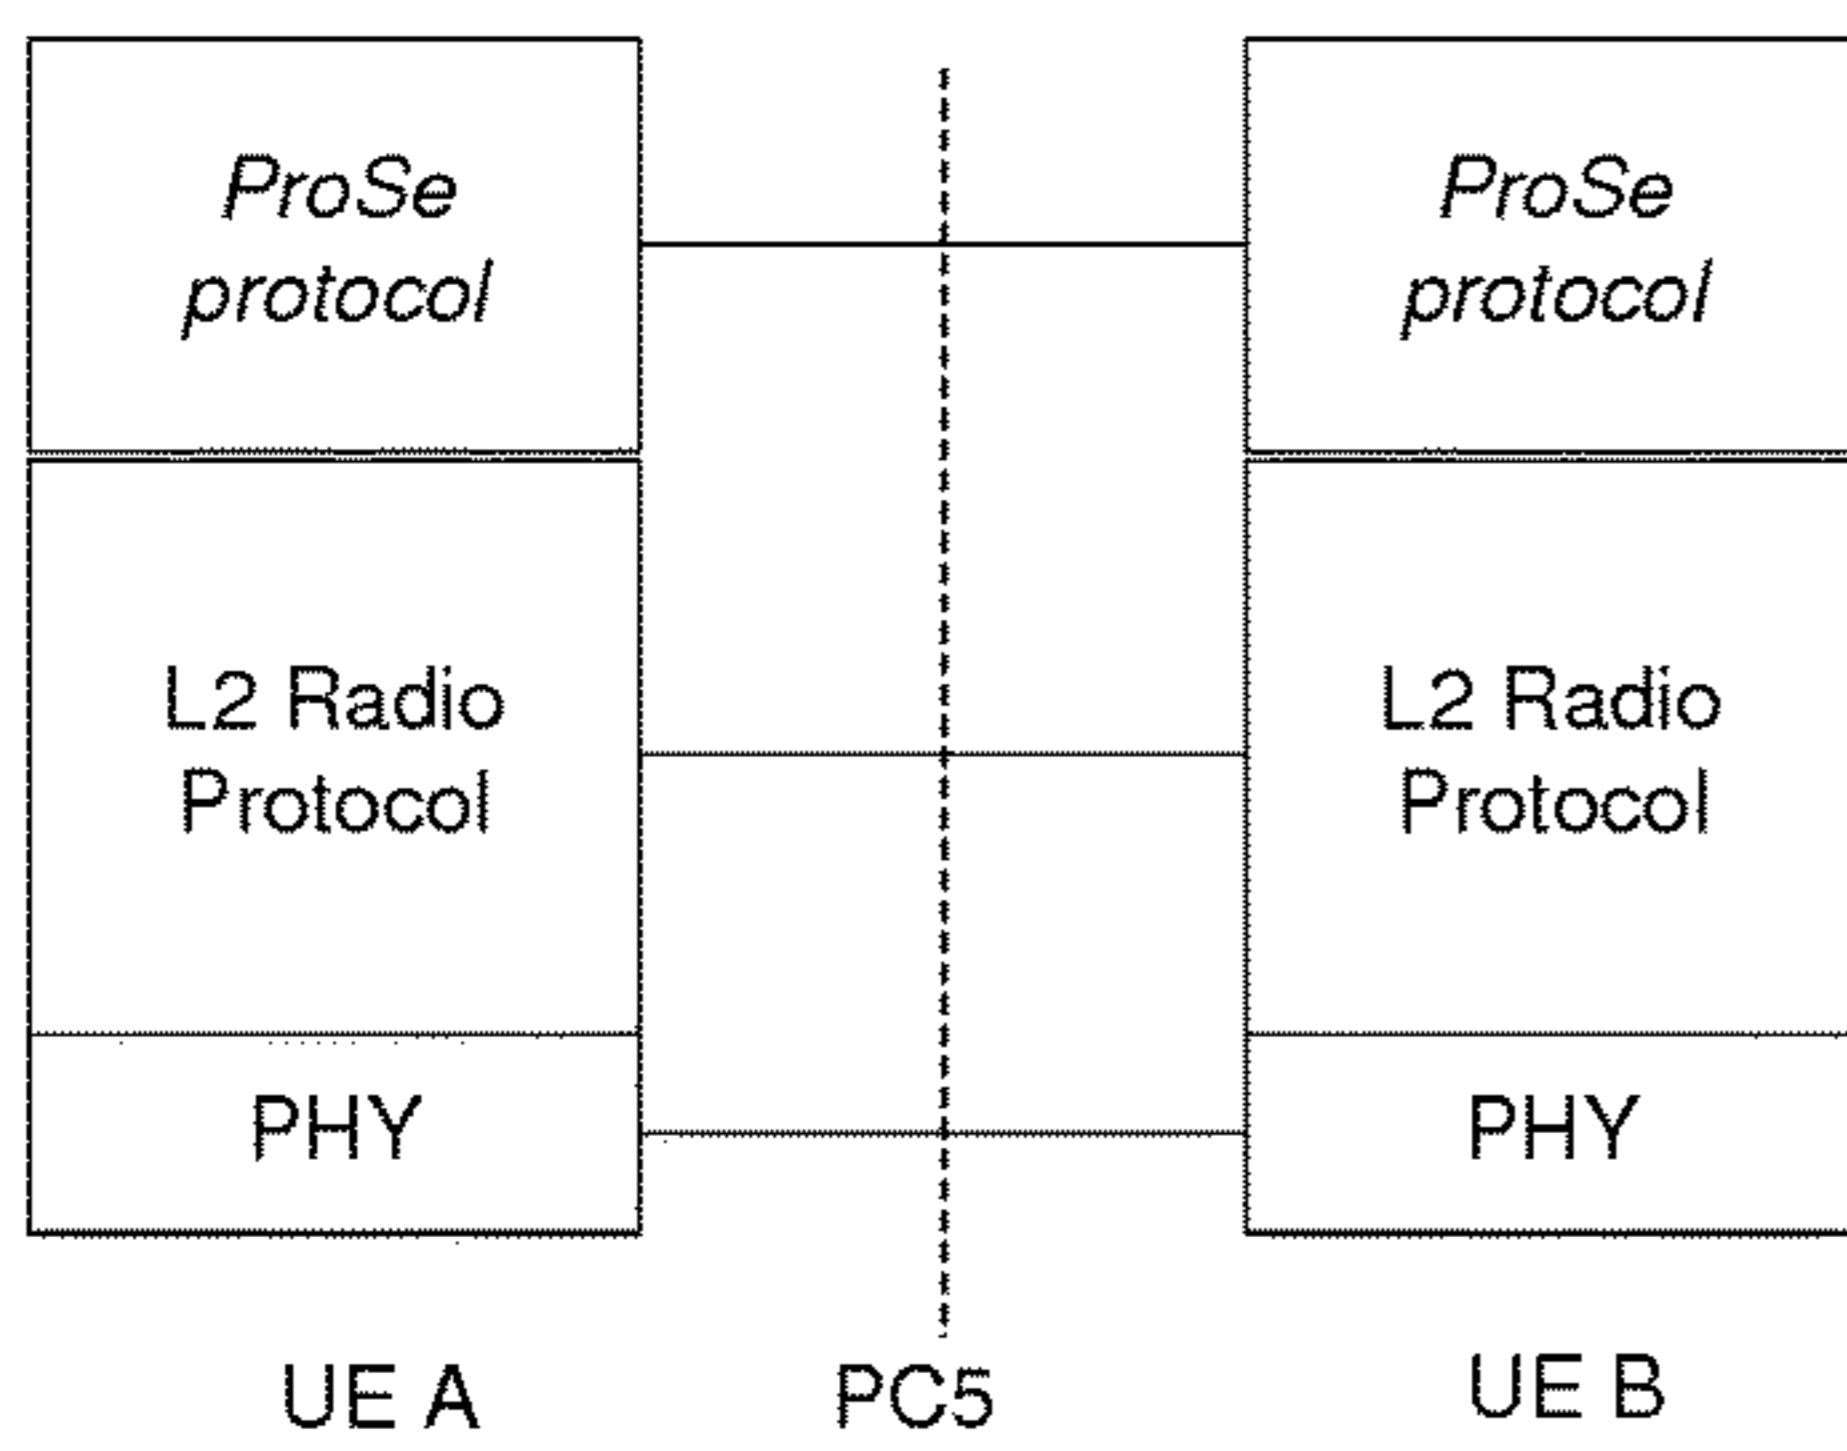 ProSe
protocol
ProSe
protocol
L2 Radio
Protocol
L2 Radio
Protocol
PHY
PHY
UE A
PC5
UE B